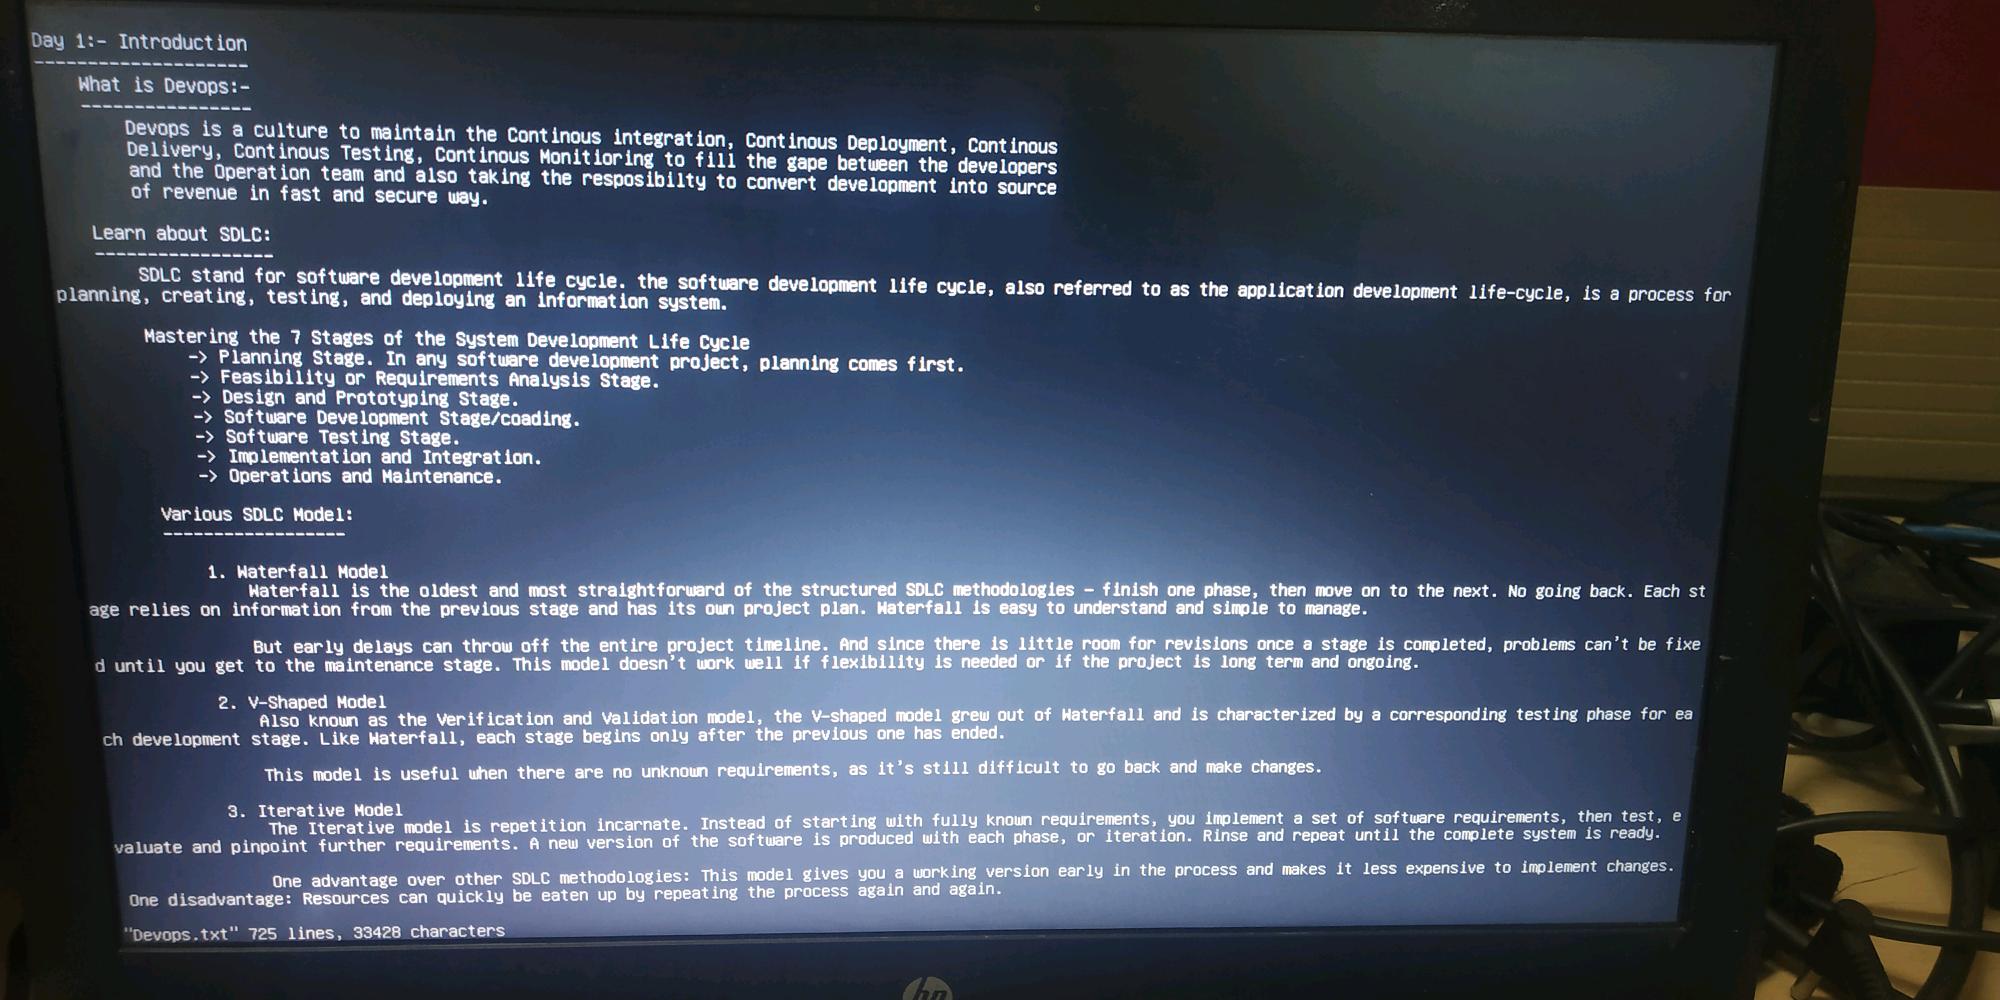 Day 1:- Introduction
--------------------
What is Devops:-
----------------
Devops is a culture to maintain the Continous integration, Continous Deployment, Continous
Delivery, Continous Testing, Continous Monitioring to fill the gape between the developers
and the Operation team and also taking the resposibilty to convert development into source
of revenue in fast and secure way.
Learn about SDLC:
-----------------
SDLC stand for software development life cycle. the software development life cycle, also referred to as the application development life-cycle, is a process for
planning, creating, testing, and deploying an information system.
Mastering the 7 Stages of the System Development Life Cycle
-> Planning Stage. In any software development project, planning comes first.
-> Feasibility or Requirements Analysis Stage.
-> Design and Prototyping Stage.
-> Software Development Stage/coading.
-> Software Testing Stage.
-> Implementation and Integration.
-> Operations and Maintenance.
Various SDLC Model:
------------------
1. Waterfall Model
Waterfall is the oldest and most straightforward of the structured SDLC methodologies — finish one phase, then move on to the next. No going back. Each st
age relies on information from the previous stage and has its own project plan. Waterfall is easy to understand and simple to manage.
But early delays can throw off the entire project timeline. And since there is little room for revisions once a stage is completed, problems can't be fixe
d until you get to the maintenance stage. This model doesn't work well if flexibility is needed or if the project is long term and ongoing.
2. V-Shaped Model
Also known as the Verification and Validation model, the V-shaped model grew out of Waterfall and is characterized by a corresponding testing phase for ea
ch development stage. Like Waterfall, each stage begins only after the previous one has ended.
This model is useful when there are no unknown requirements, as it's still difficult to go back and make changes.
3. Iterative Model
The Iterative model is repetition incarnate. Instead of starting with fully known requirements, you implement a set of software requirements, then test, e
valuate and pinpoint further requirements. A new version of the software is produced with each phase, or iteration. Rinse and repeat until the complete system is ready.
One advantage over other SDLC methodologies: This model gives you a working version early in the process and makes it less expensive to implement changes.
One disadvantage: Resources can quickly be eaten up by repeating the process again and again.
"Devops.txt" 725 lines, 33428 characters
hp